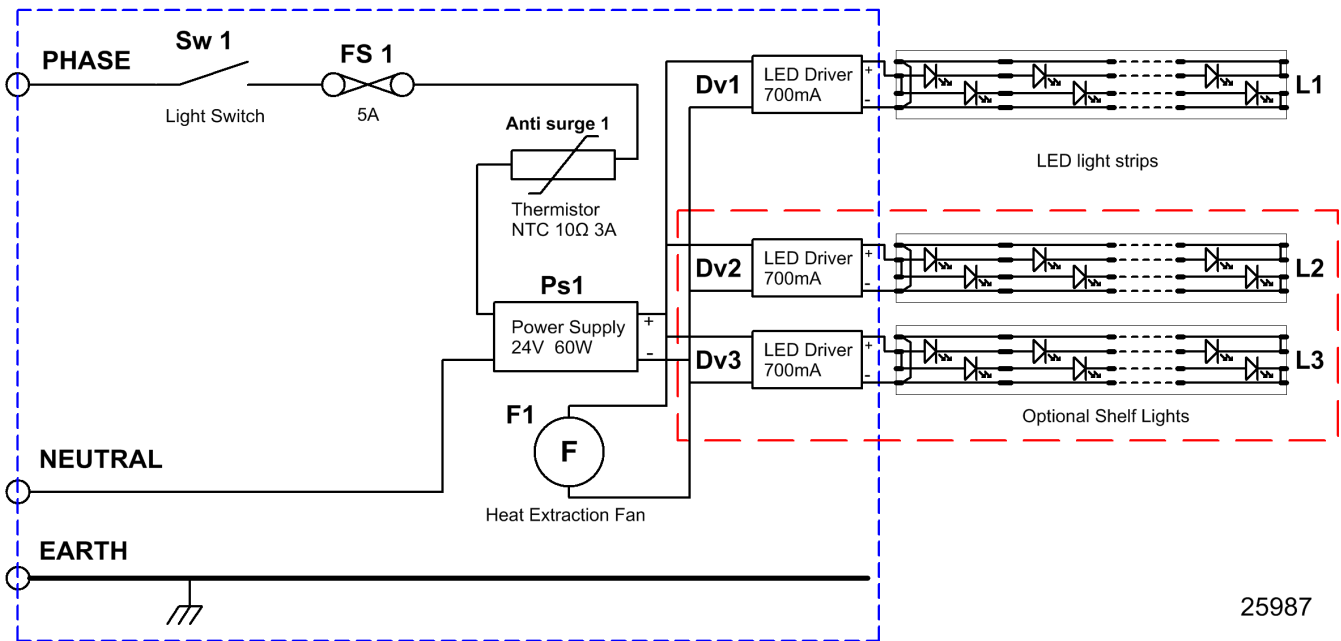 PHASE
Sw 1
Light Switch
FS 1
5A
Anti surge 1
Thermistor
NTC 10Ω 3A
Ps1
Power Supply
24V 60W
+
-
F1
F
Heat Extraction Fan
NEUTRAL
EARTH
Dv1
LED Driver
700mA
+
-
L1
LED light strips
Dv2
LED Driver
700mA
+
-
L2
Dv3
LED Driver
700mA
+
-
L3
Optional Shelf Lights
25987